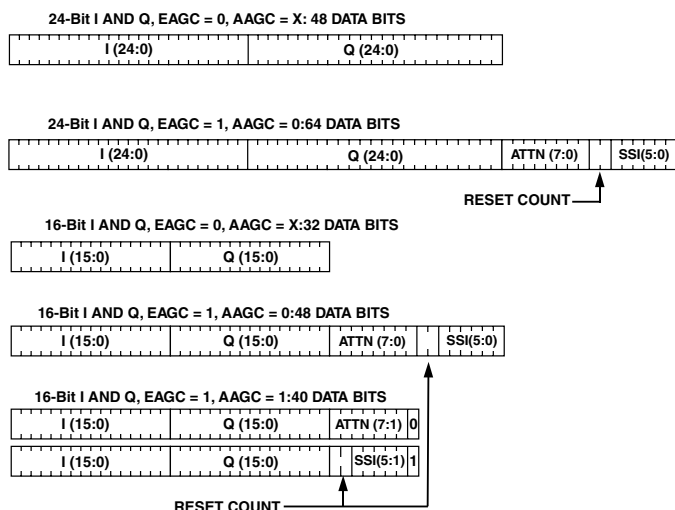 24-Bit I AND Q, EAGC = 0, AAGC = X: 48 DATA BITS
I (24:0) Q (24:0)
24-Bit I AND Q, EAGC = 1, AAGC = 0:64 DATA BITS
I (24:0) Q (24:0) ATTN (7:0) SSI(5:0)
RESET COUNT
16-Bit I AND Q, EAGC = 0, AAGC = X:32 DATA BITS
I (15:0) Q (15:0)
16-Bit I AND Q, EAGC = 1, AAGC = 0:48 DATA BITS
I (15:0) Q (15:0) ATTN (7:0) SSI(5:0)
16-Bit I AND Q, EAGC = 1, AAGC = 1:40 DATA BITS
I (15:0) Q (15:0) ATTN (7:1) 0
I (15:0) Q (15:0) SSI(5:1) 1
RESET COUNT